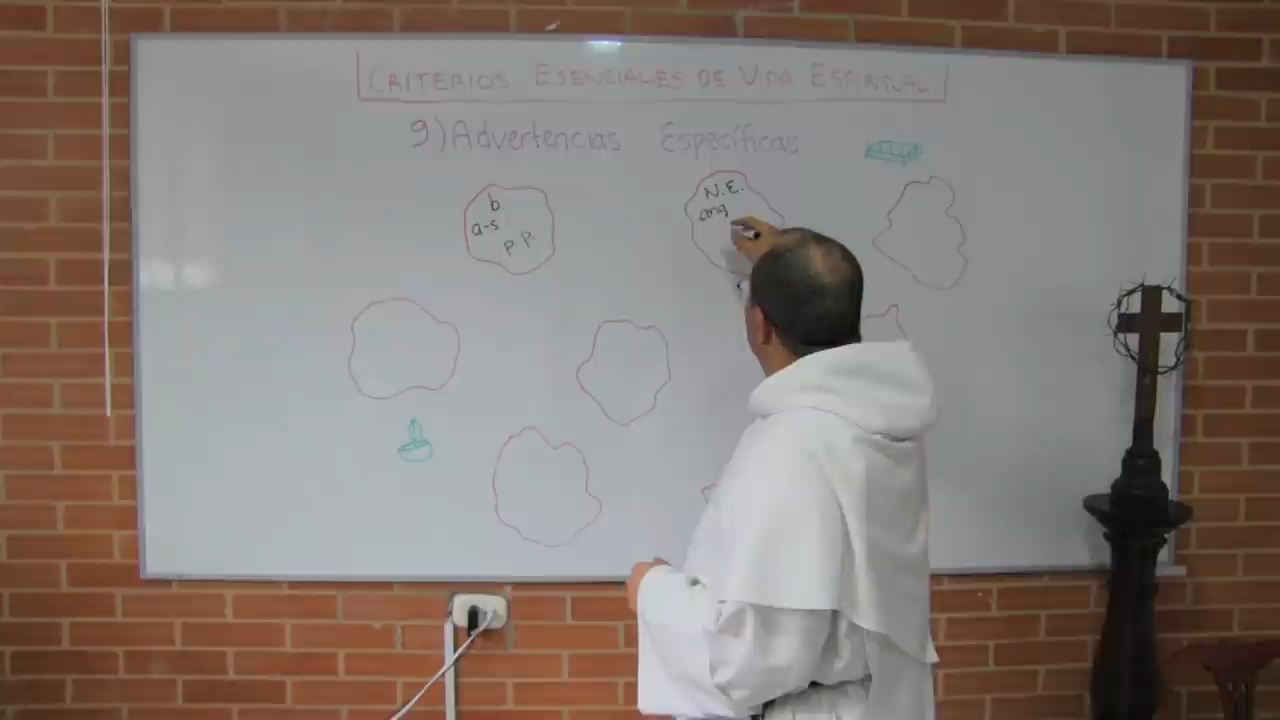 CRITERIOS ESENCIALES DE VIDA ESPIRITUAL
9) Advertencias Específicas
b
a-s
p.p.
N.E.
ang